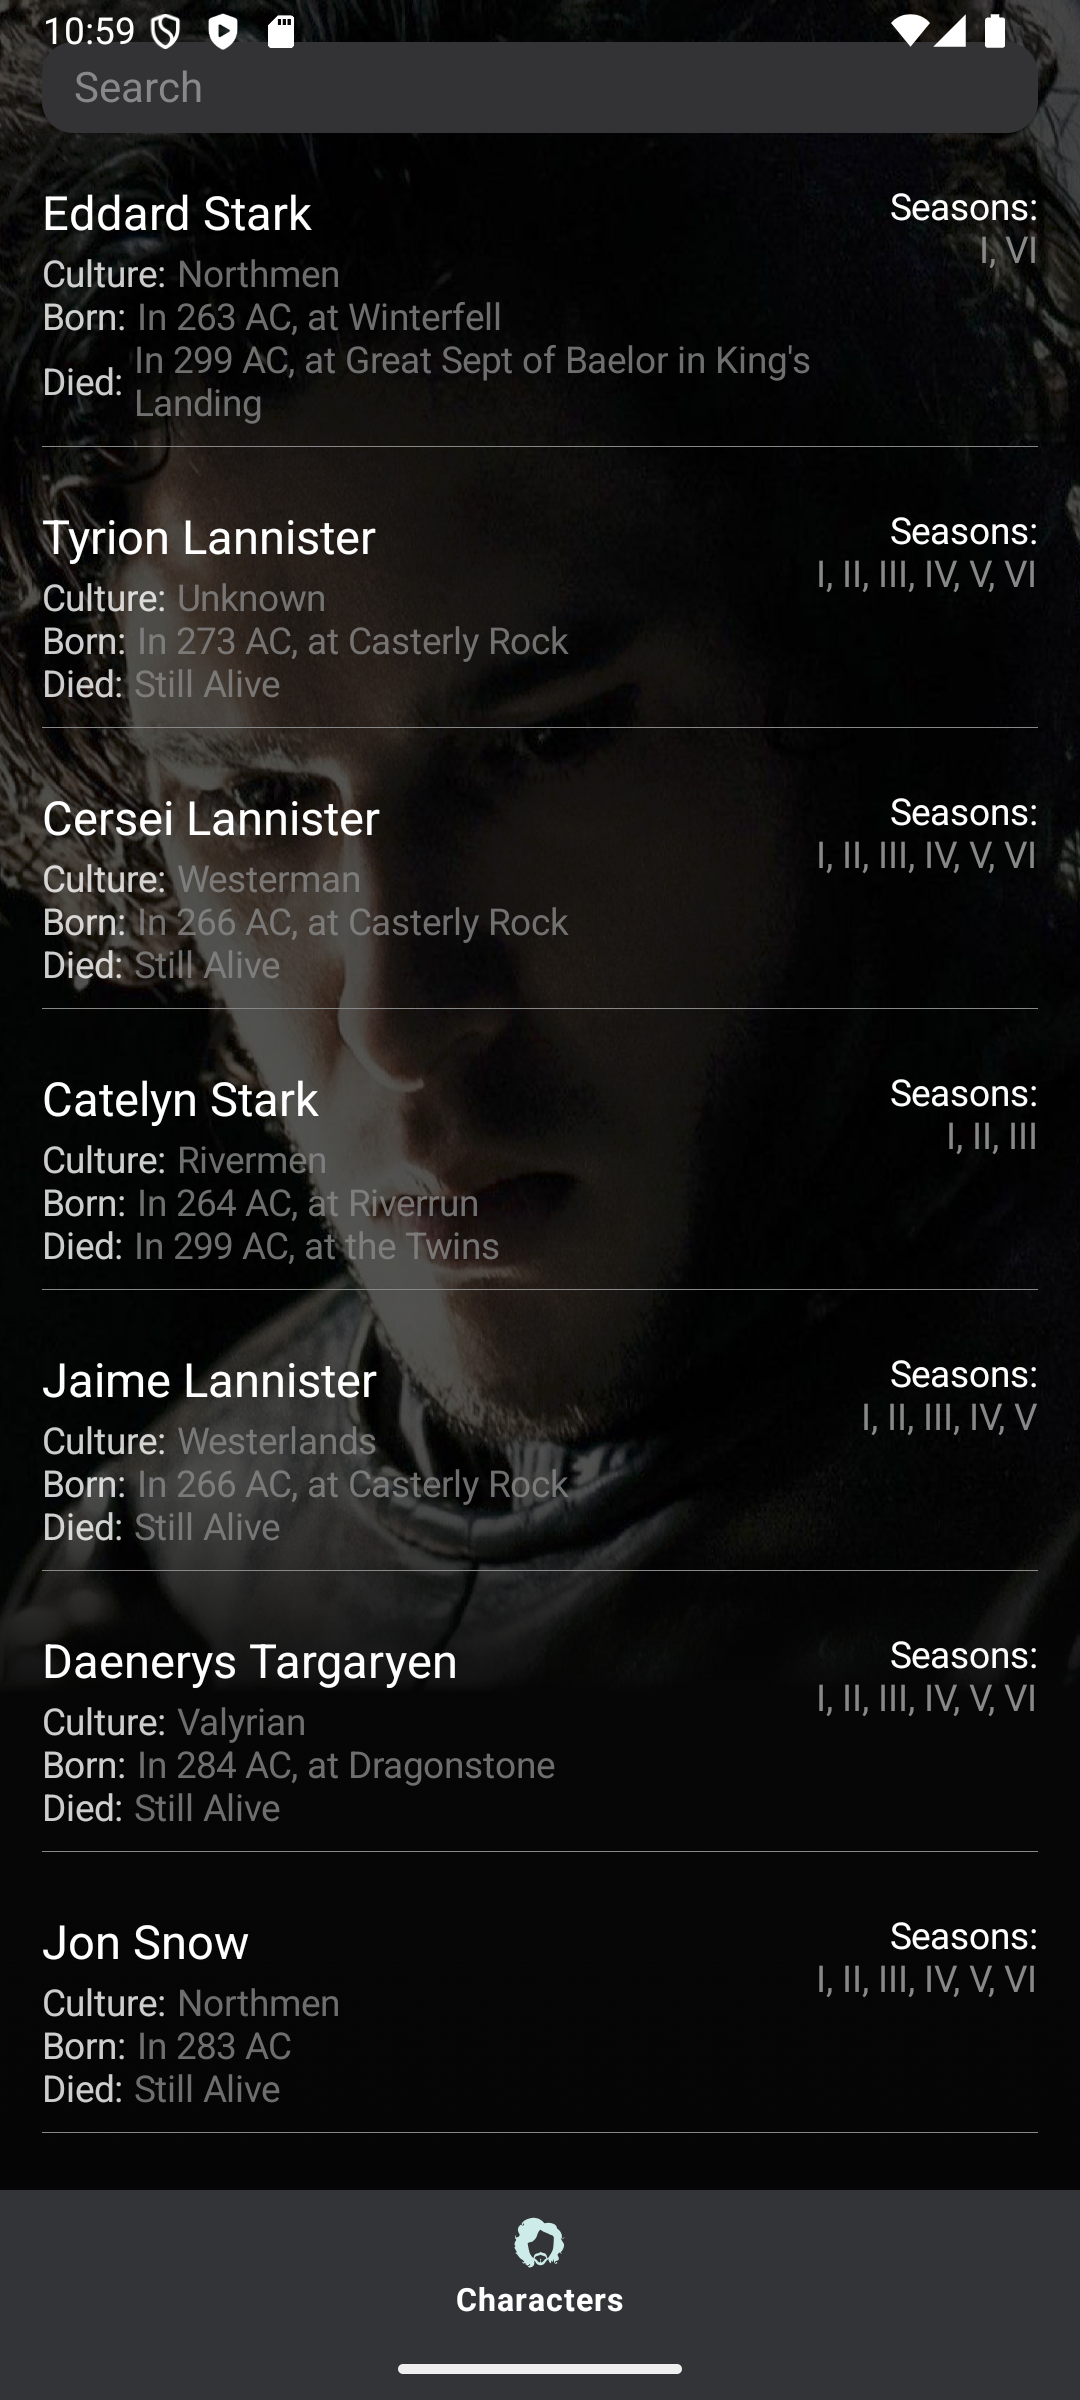 10:59
Search
Eddard Stark
Seasons:
I, VI
Culture: Northmen
Born: In 263 AC, at Winterfell
Died: In 299 AC, at Great Sept of Baelor in King's
Landing
Tyrion Lannister
Seasons:
I, II, III, IV, V, VI
Culture: Unknown
Born: In 273 AC, at Casterly Rock
Died: Still Alive
Cersei Lannister
Seasons:
I, II, III, IV, V, VI
Culture: Westerman
Born: In 266 AC, at Casterly Rock
Died: Still Alive
Catelyn Stark
Seasons:
I, II, III
Culture: Rivermen
Born: In 264 AC, at Riverrun
Died: In 299 AC, at the Twins
Jaime Lannister
Seasons:
I, II, III, IV, V
Culture: Westerlands
Born: In 266 AC, at Casterly Rock
Died: Still Alive
Daenerys Targaryen
Seasons:
I, II, III, IV, V, VI
Culture: Valyrian
Born: In 284 AC, at Dragonstone
Died: Still Alive
Jon Snow
Seasons:
I, II, III, IV, V, VI
Culture: Northmen
Born: In 283 AC
Died: Still Alive
Characters